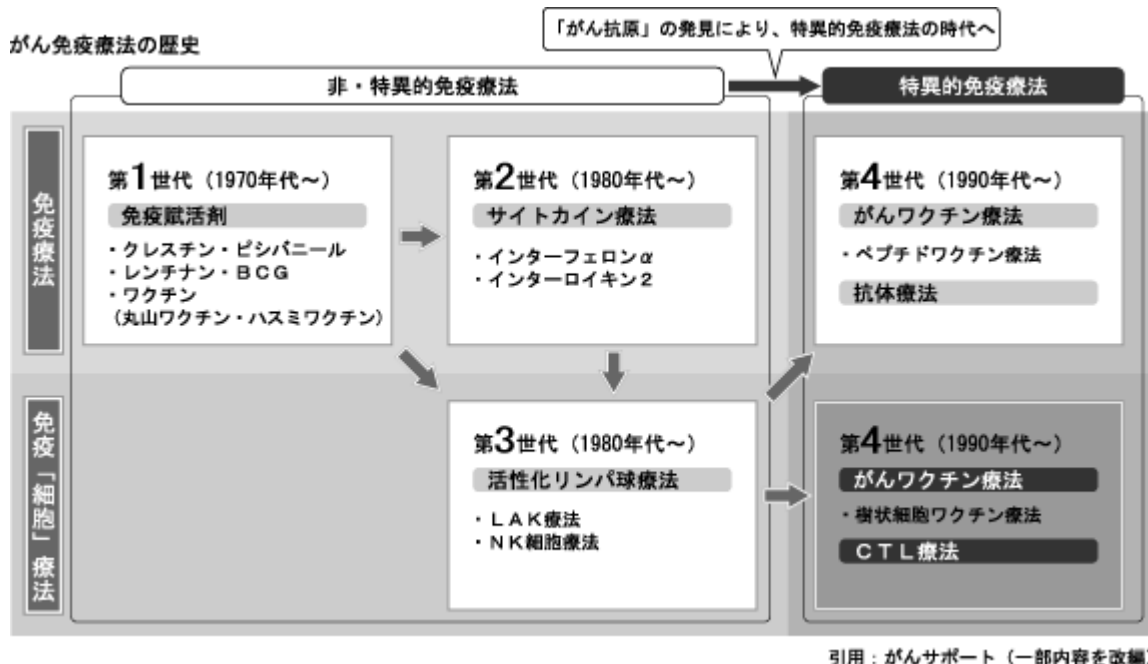 「がん抗原」の発見により、特異的免疫療法の時代へ
がん免疫療法の歴史
非・特異的免疫療法
特異的免疫療法
免疫療法
第1世代（1970年代～）
免疫賦活剤
・クレスチン・ピシバニール
・レンチナン・ＢＣＧ
・ワクチン
（丸山ワクチン・ハスミワクチン）
第2世代（1980年代～）
サイトカイン療法
・インターフェロンα
・インターロイキン２
第4世代（1990年代～）
がんワクチン療法
・ペプチドワクチン療法
抗体療法
免疫「細胞」療法
第3世代（1980年代～）
活性化リンパ球療法
・ＬＡＫ療法
・ＮＫ細胞療法
第4世代（1990年代～）
がんワクチン療法
・樹状細胞ワクチン療法
ＣＴＬ療法
引用：がんサポート（一部内容を改編